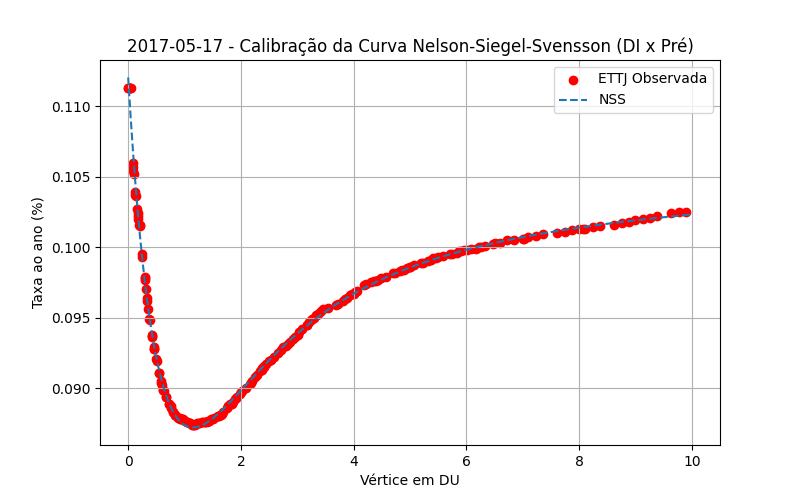 2017-05-17 - Calibração da Curva Nelson-Siegel-Svensson (DI x Pré)
ETTJ Observada
NSS
Taxa ao ano (%)
0.110
0.105
0.100
0.095
0.090
0 2 4 6 8 10
Vértice em DU